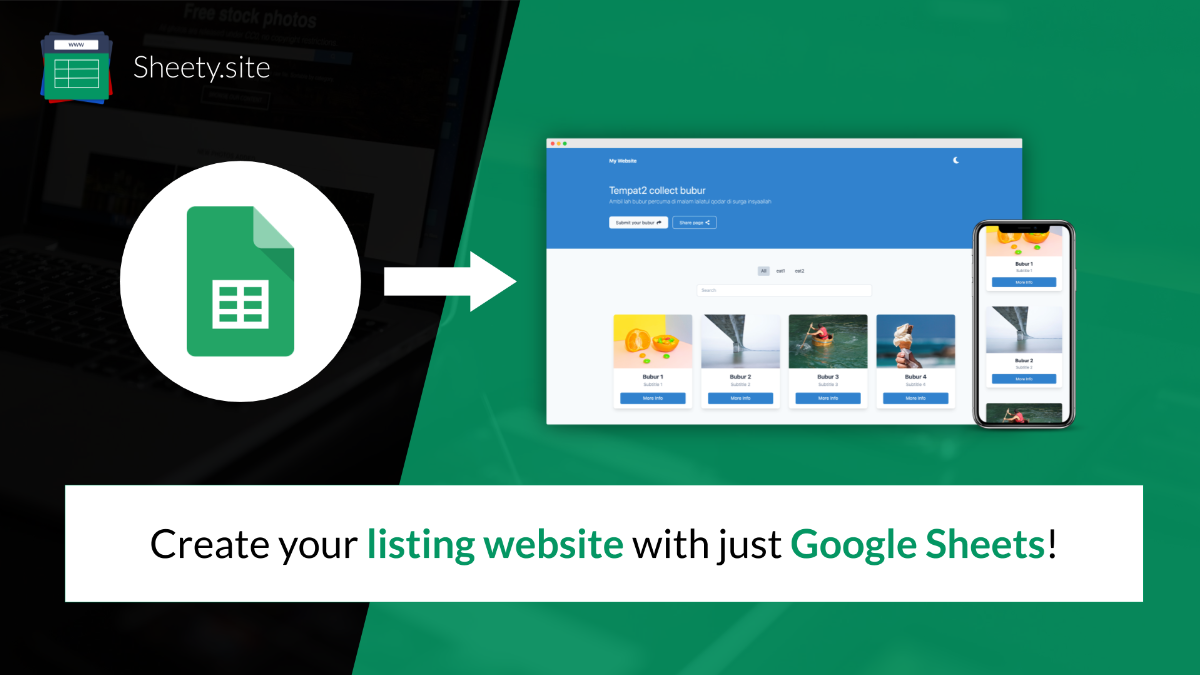 Free stock photos
www
Sheety.site
My Website
Tempat2 collect bubur
Ambil lah bubur percuma di malam lailatul qodar di surga insyaallah
Submit your bubur
Share page
All
cat1
cat2
Search
Bubur 1
Subtitle 1
More info
Bubur 2
Subtitle 2
More info
Bubur 3
Subtitle 3
More info
Bubur 4
Subtitle 4
More info
Bubur 1
Subtitle 1
More info
Bubur 2
Subtitle 2
More info
Create your listing website with just Google Sheets!